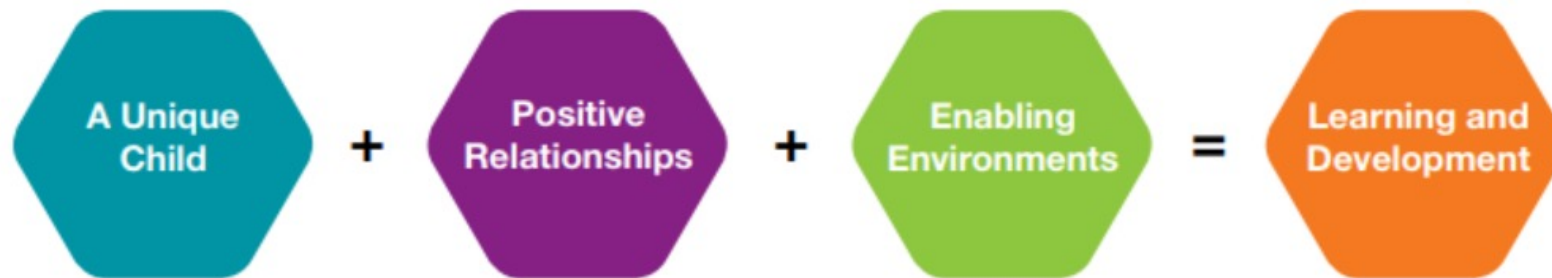 A Unique
Child
+
Positive
Relationships
+
Enabling
Environments
=
Learning and
Development